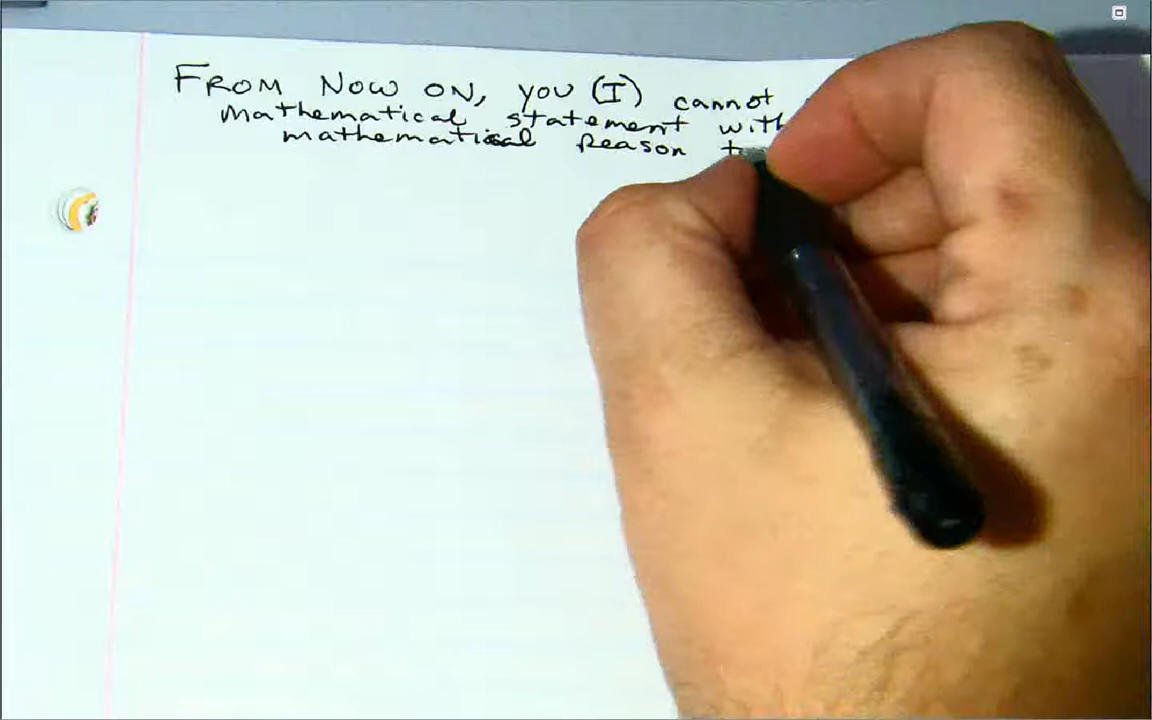 FROM NOW ON, you (I) cannot
mathematical statement with
mathematical reason